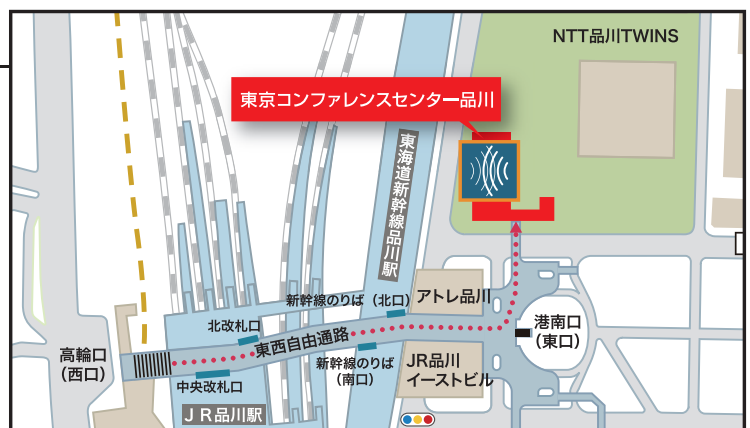 NTT品川TWINS
東京コンファレンスセンター品川
東海道新幹線品川駅
新幹線のりば（北口）
アトレ品川
北改札口
東西自由通路
港南口
（東口）
高輪口
（西口）
新幹線のりば
（南口）
JR品川
イーストビル
中央改札口
ＪＲ品川駅